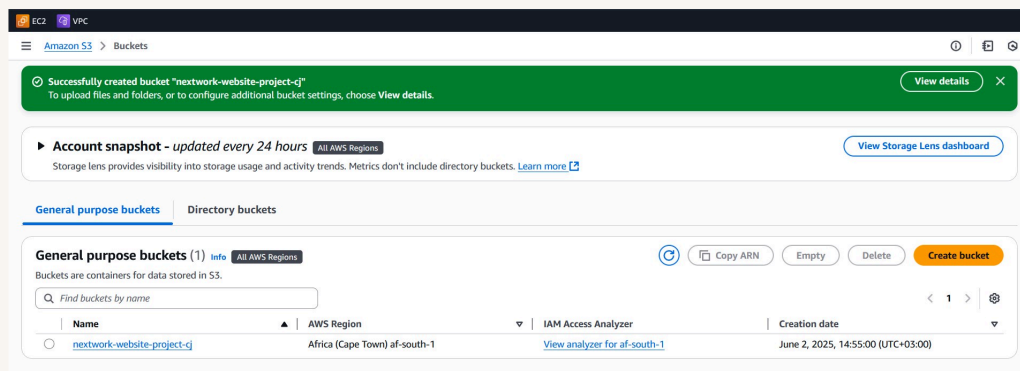 EC2 VPC
Amazon S3 > Buckets
Successfully created bucket "nextwork-website-project-cj"
To upload files and folders, or to configure additional bucket settings, choose View details.
View details
Account snapshot - updated every 24 hours All AWS Regions
Storage lens provides visibility into storage usage and activity trends. Metrics don't include directory buckets. Learn more
View Storage Lens dashboard
General purpose buckets Directory buckets
General purpose buckets (1) Info All AWS Regions
Copy ARN Empty Delete Create bucket
Buckets are containers for data stored in S3.
Find buckets by name
< 1 >
Name AWS Region IAM Access Analyzer Creation date
nextwork-website-project-cj Africa (Cape Town) af-south-1 View analyzer for af-south-1 June 2, 2025, 14:55:00 (UTC+03:00)